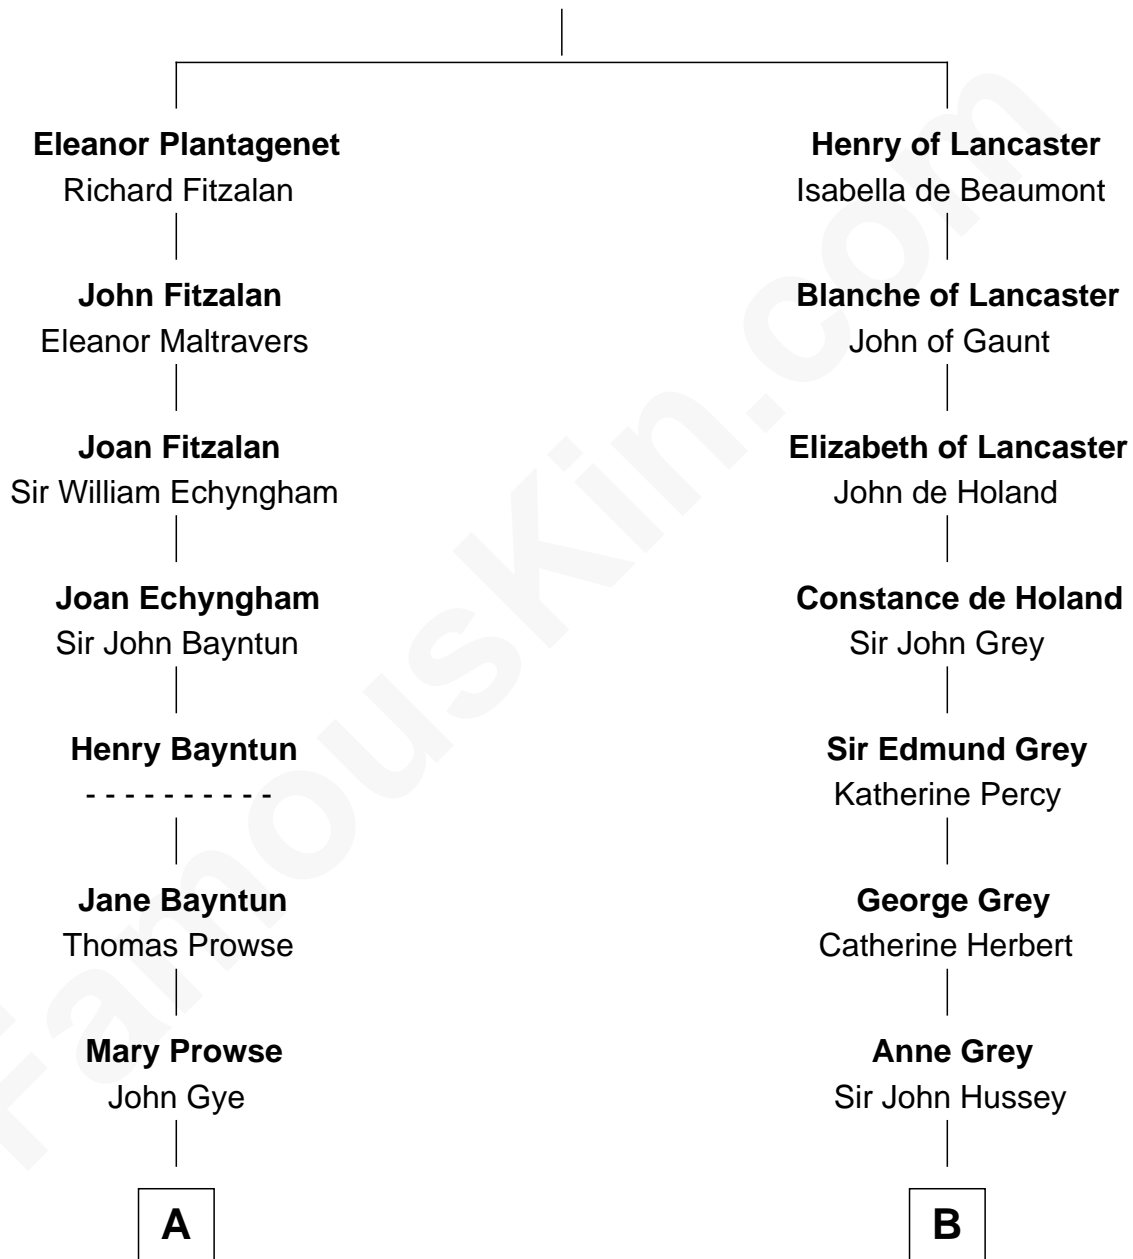 Eleanor Plantagenet
Richard Fitzalan
John Fitzalan
Eleanor Maltravers
Joan Fitzalan
Sir William Echyngham
Joan Echyngham
Sir John Bayntun
Henry Bayntun
- - - - - - - - - -
Jane Bayntun
Thomas Prowse
Mary Prowse
John Gye
A
Henry of Lancaster
Isabella de Beaumont
Blanche of Lancaster
John of Gaunt
Elizabeth of Lancaster
John de Holand
Constance de Holand
Sir John Grey
Sir Edmund Grey
Katherine Percy
George Grey
Catherine Herbert
Anne Grey
Sir John Hussey
B
FamousKin.com